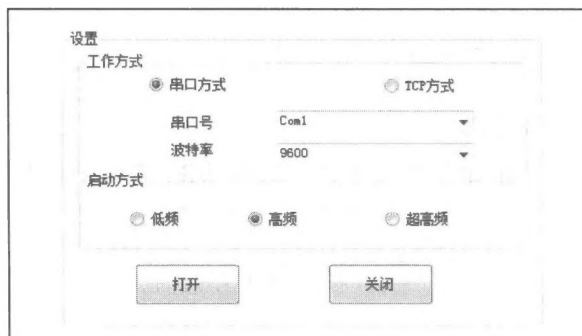 设置
工作方式
串口方式 TCP方式
串口号 Com1
波特率 9600
启动方式
低频 高频 超高频
打开 关闭